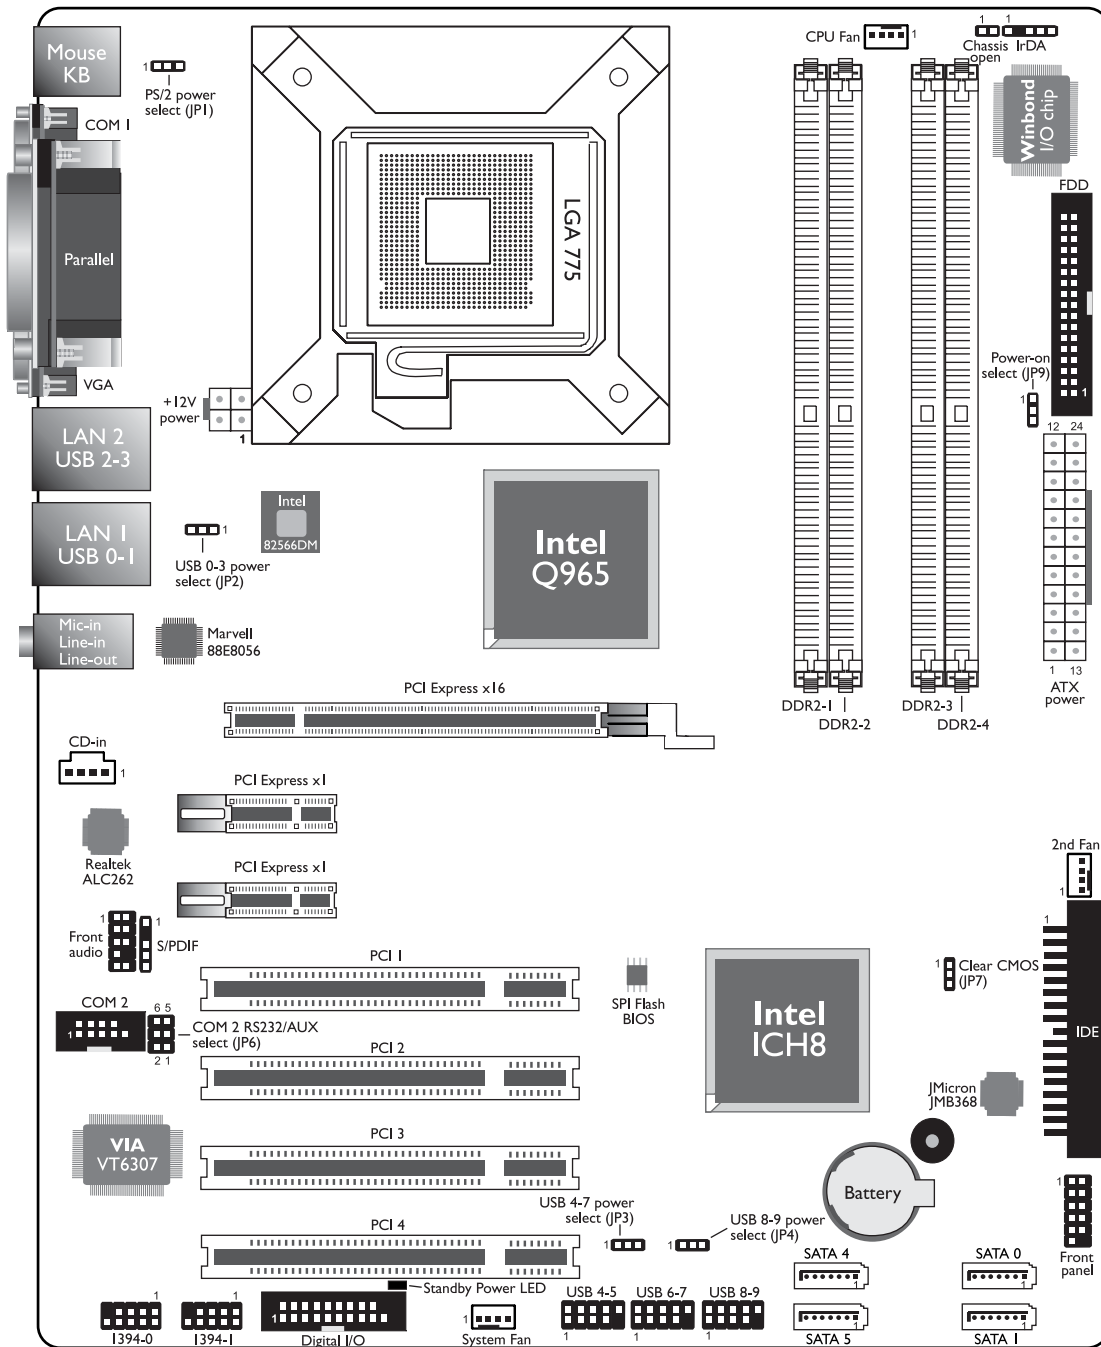 Mouse
KB
1
PS/2 power
select (JP1)
COM 1
Parallel
VGA
+12V
power
1
LGA 775
CPU Fan
1
1
Chassis
open
1
IrDA
Winbond
I/O chip
FDD
1
Power-on
select (JP9)
1
12 24
1 13
ATX
power
LAN 2
USB 2-3
LAN 1
USB 0-1
1
USB 0-3 power
select (JP2)
Intel
82566DM
Intel
Q965
Mic-in
Line-in
Line-out
Marvell
88E8056
DDR2-1
DDR2-2
DDR2-3
DDR2-4
PCI Express x16
CD-in
1
PCI Express x1
Realtek
ALC262
PCI Express x1
2nd Fan
1
1
Front
audio
1
S/PDIF
1
IDE
PCI 1
SPI Flash
BIOS
Intel
ICH8
1
Clear CMOS
(JP7)
COM 2
1
6 5
2 1
COM 2 RS232/AUX
select (JP6)
PCI 2
JMicron
JMB368
VIA
VT6307
PCI 3
Battery
USB 4-7 power
select (JP3)
1
USB 8-9 power
select (JP4)
1
1
Front
panel
PCI 4
Standby Power LED
SATA 4
1
SATA 0
1
1
1394-0
1
1394-1
Digital I/O
1
System Fan
USB 4-5
1
USB 6-7
1
USB 8-9
1
SATA 5
1
SATA 1
1